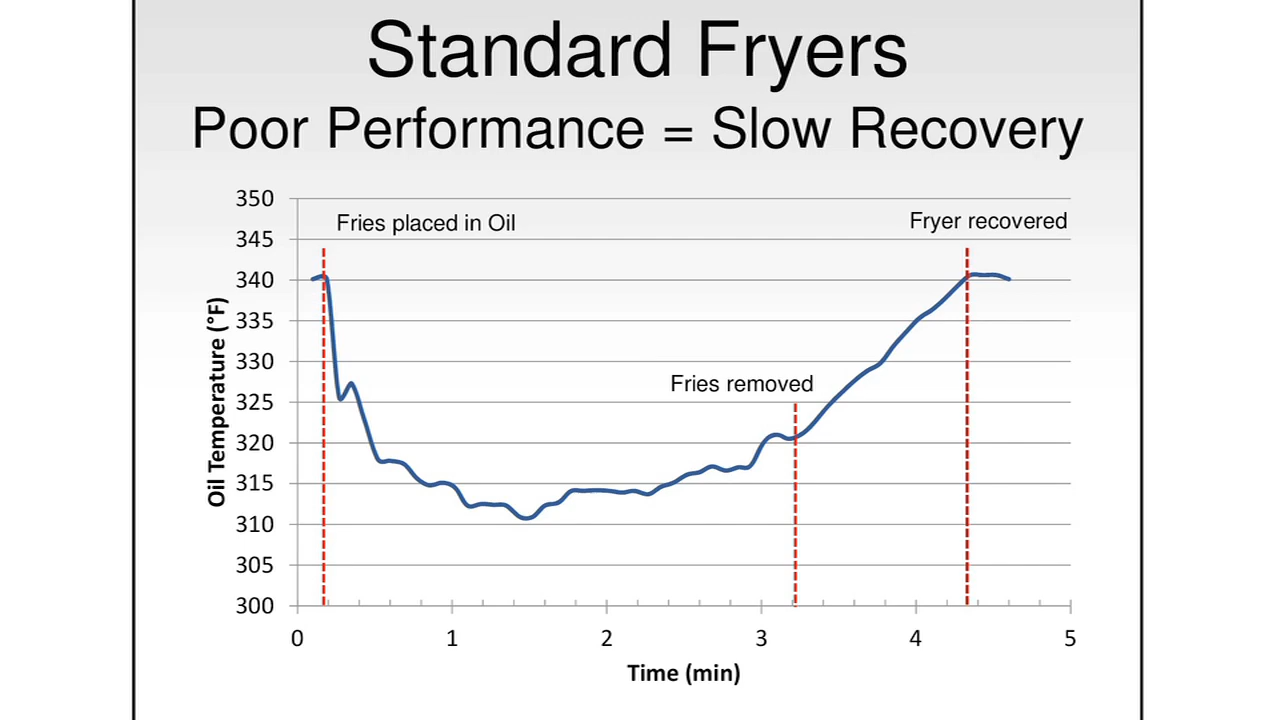 Standard Fryers
Poor Performance = Slow Recovery
350
345
340
335
330
325
320
315
310
305
300
Oil Temperature (°F)
Fries placed in Oil
Fryer recovered
Fries removed
0 1 2 3 4 5
Time (min)